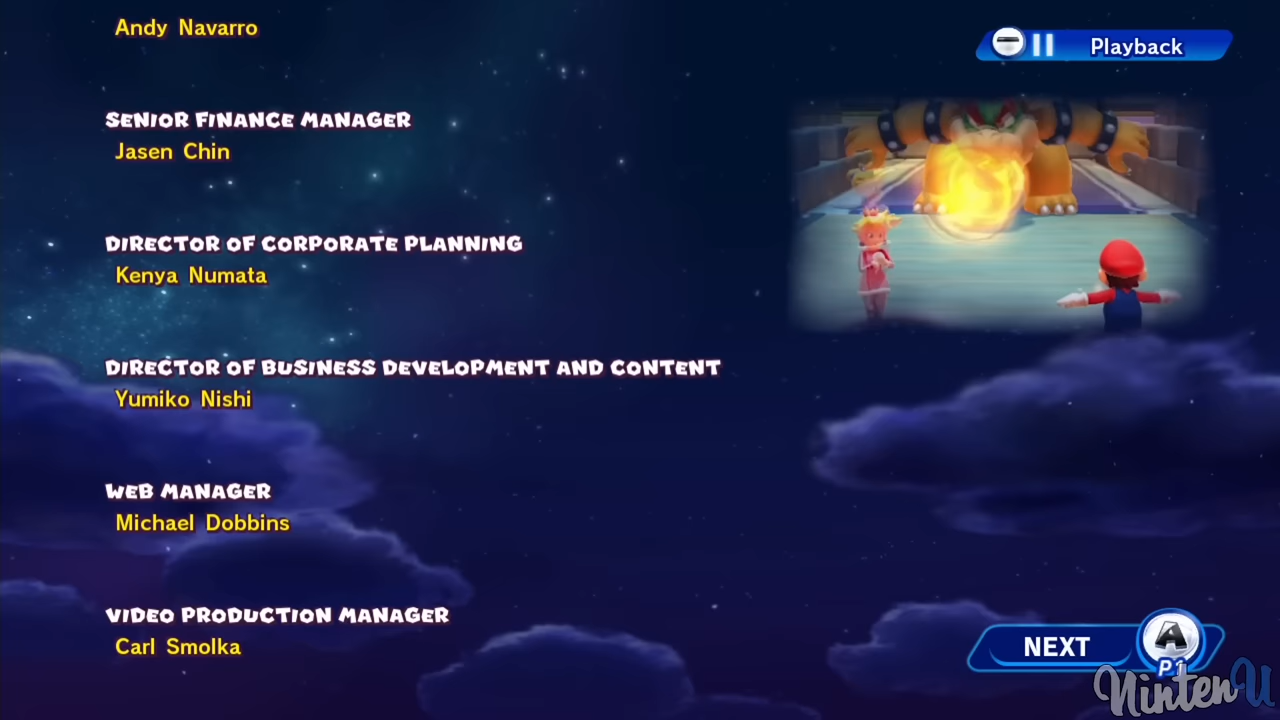 Andy Navarro
Playback
SENIOR FINANCE MANAGER
Jasen Chin
DIRECTOR OF CORPORATE PLANNING
Kenya Numata
DIRECTOR OF BUSINESS DEVELOPMENT AND CONTENT
Yumiko Nishi
WEB MANAGER
Michael Dobbins
VIDEO PRODUCTION MANAGER
Carl Smolka
NEXT
A
P1
NintenU